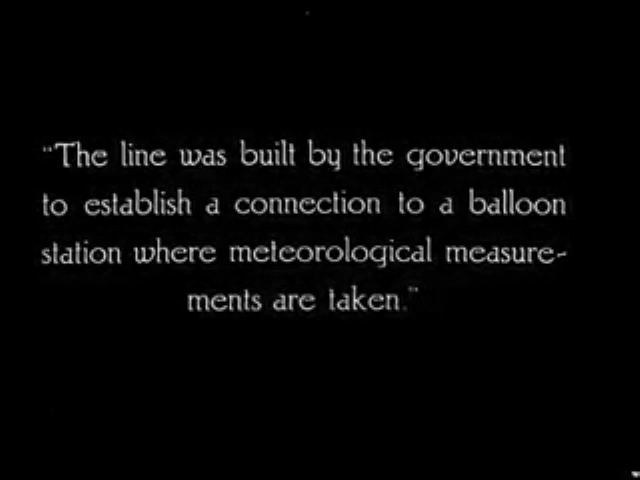 "The line was built by the government
to establish a connection to a balloon
station where meteorological measure-
ments are taken."